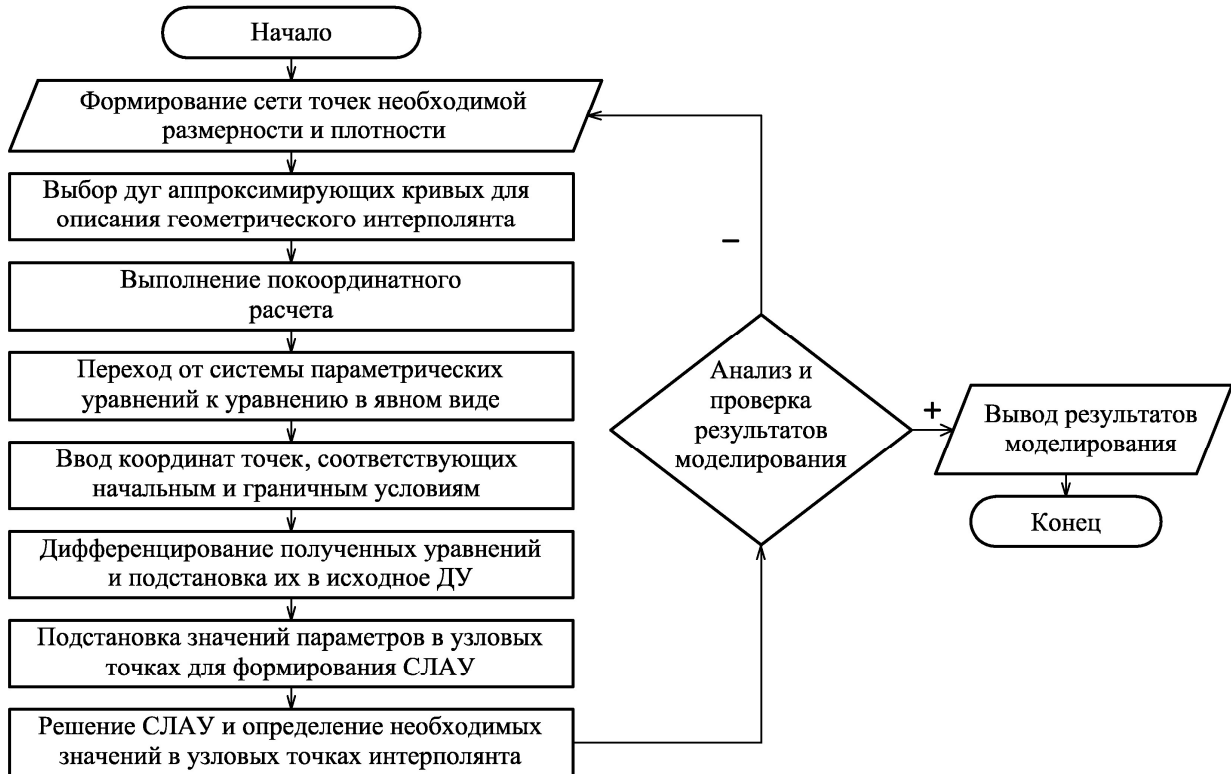 Начало
Формирование сети точек необходимой
размерности и плотности
Выбор дуг аппроксимирующих кривых для
описания геометрического интерполянта
Выполнение покоординатного
расчета
Переход от системы параметрических
уравнений к уравнению в явном виде
Ввод координат точек, соответствующих
начальным и граничным условиям
Дифференцирование полученных уравнений
и подстановка их в исходное ДУ
Подстановка значений параметров в узловых
точках для формирования СЛАУ
Решение СЛАУ и определение необходимых
значений в узловых точках интерполянта
–
Анализ и
проверка
результатов
моделирования
+
Вывод результатов
моделирования
Конец